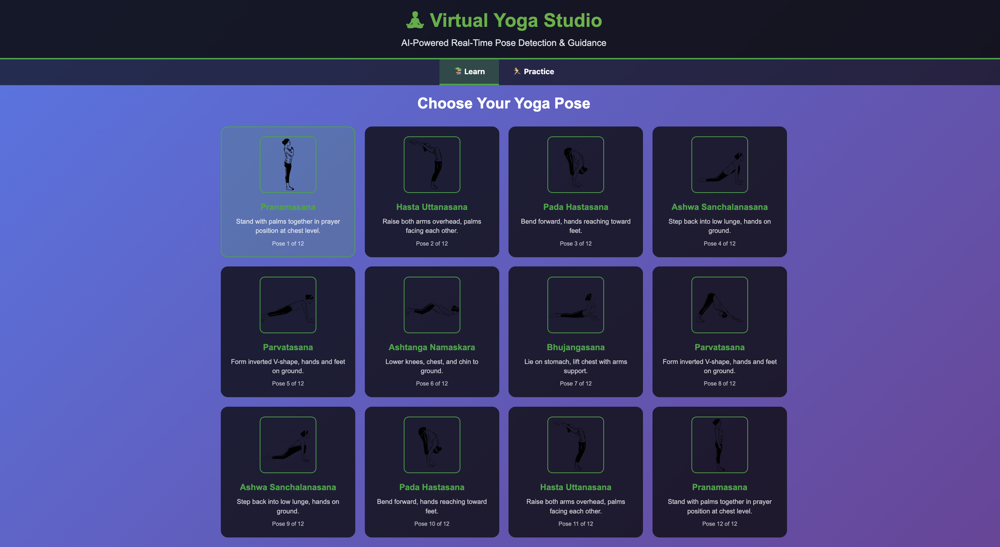 Virtual Yoga Studio
AI-Powered Real-Time Pose Detection & Guidance
Learn
Practice
Choose Your Yoga Pose
Pranamasana
Stand with palms together in prayer
position at chest level.
Pose 1 of 12
Hasta Uttanasana
Raise both arms overhead, palms
facing each other.
Pose 2 of 12
Pada Hastasana
Bend forward, hands reaching toward
feet.
Pose 3 of 12
Ashwa Sanchalanasana
Step back into low lunge, hands on
ground.
Pose 4 of 12
Parvatasana
Form inverted V-shape, hands and feet
on ground.
Pose 5 of 12
Ashtanga Namaskara
Lower knees, chest, and chin to
ground.
Pose 6 of 12
Bhujangasana
Lie on stomach, lift chest with arms
support.
Pose 7 of 12
Parvatasana
Form inverted V-shape, hands and feet
on ground.
Pose 8 of 12
Ashwa Sanchalanasana
Step back into low lunge, hands on
ground.
Pose 9 of 12
Pada Hastasana
Bend forward, hands reaching toward
feet.
Pose 10 of 12
Hasta Uttanasana
Raise both arms overhead, palms
facing each other.
Pose 11 of 12
Pranamasana
Stand with palms together in prayer
position at chest level.
Pose 12 of 12